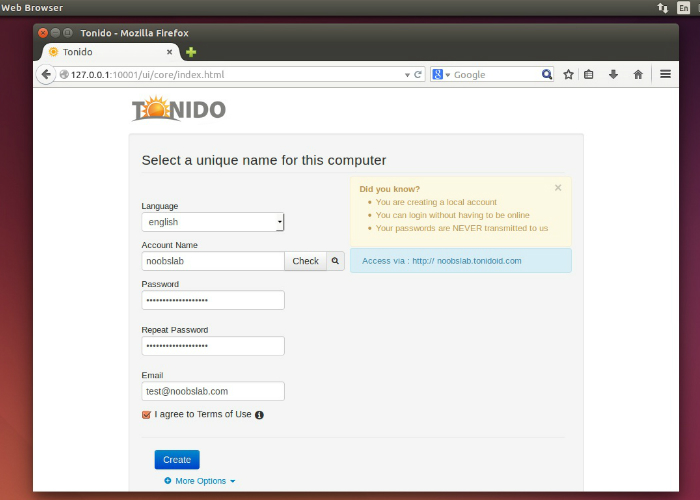 Web Browser
En
Tonido - Mozilla Firefox
Tonido
127.0.0.1:10001/ui/core/index.html
Google
TONIDO
Select a unique name for this computer
Did you know?
You are creating a local account
You can login without having to be online
Your passwords are NEVER transmitted to us
Access via : http:// noobslab.tonidoid.com
Language
english
Account Name
noobslab
Check
Password
••••••••••••••••••
Repeat Password
••••••••••••••••••
Email
test@noobslab.com
I agree to Terms of Use
Create
More Options